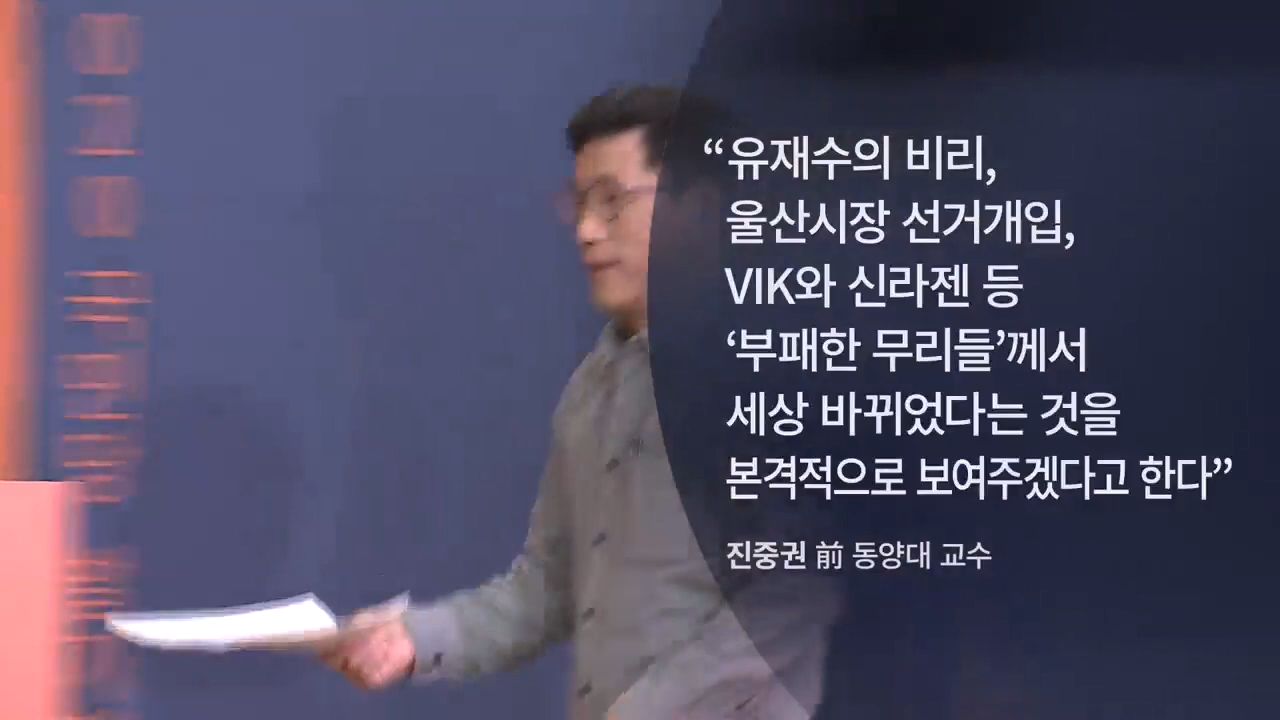 “유재수의 비리,
울산시장 선거개입,
VIK와 신라젠 등
‘부패한 무리들’께서
세상 바뀌었다는 것을
본격적으로 보여주겠다고 한다”
진중권 前 동양대 교수